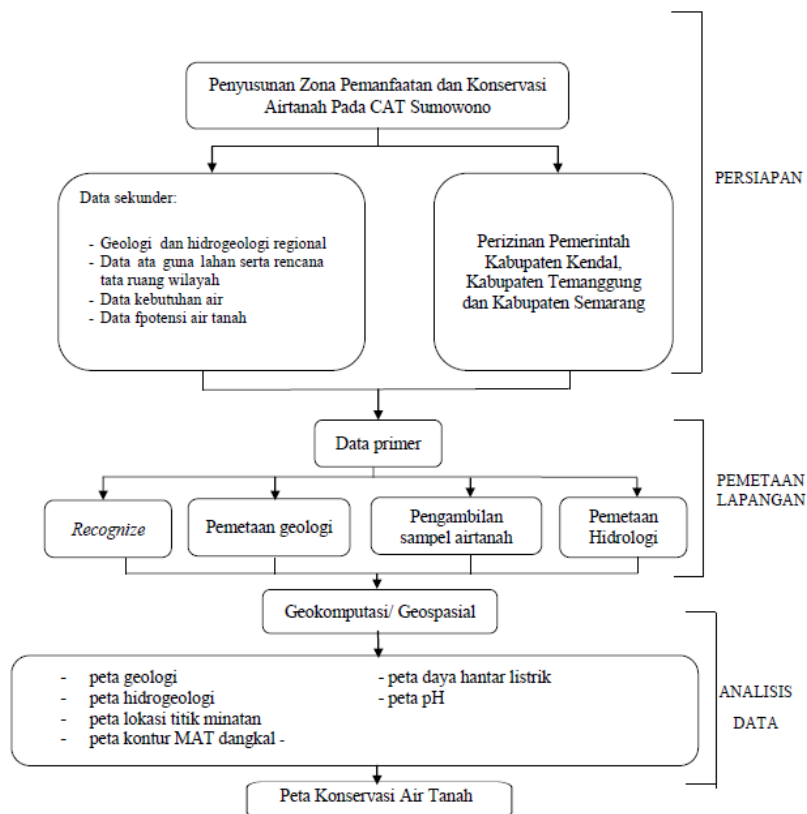 Penyusunan Zona Pemanfaatan dan Konservasi
Airtanah Pada CAT Sumowono
PERSIAPAN
Data sekunder:
- Geologi dan hidrogeologi regional
- Data ata guna lahan serta rencana
tata ruang wilayah
- Data kebutuhan air
- Data fpotensi air tanah
Perizinan Pemerintah
Kabupaten Kendal,
Kabupaten Temanggung
dan Kabupaten Semarang
Data primer
PEMETAAN
LAPANGAN
Recognize
Pemetaan geologi
Pengambilan
sampel airtanah
Pemetaan
Hidrologi
Geokomputasi/ Geospasial
- peta geologi
- peta hidrogeologi
- peta lokasi titik minatan
- peta kontur MAT dangkal -
- peta daya hantar listrik
- peta pH
ANALISIS
DATA
Peta Konservasi Air Tanah